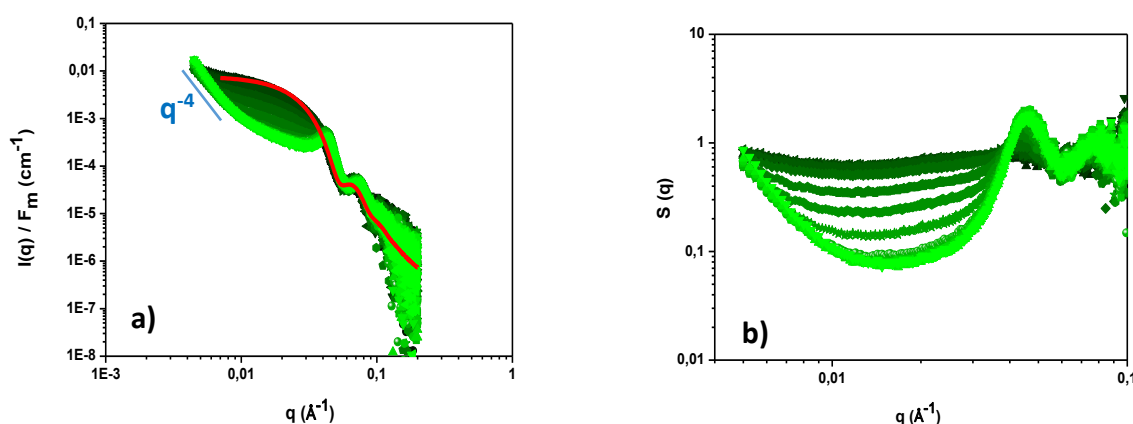 0,1
0,01
1E-3
1E-4
1E-5
1E-6
1E-7
1E-8
I(q) / Fₘ (cm⁻¹)
q⁻⁴
a)
1E-3
0,01
0,1
1
q (Å⁻¹)
10
1
0,1
0,01
S (q)
b)
0,01
0,1
q (Å⁻¹)